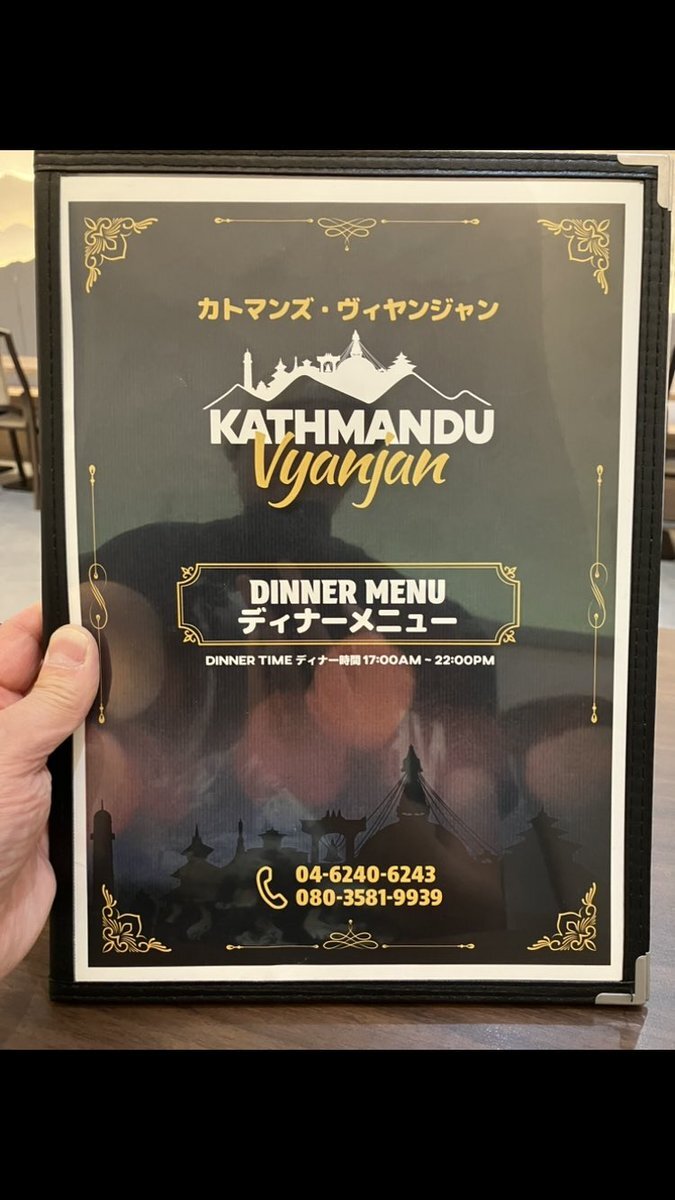 カトマンズ・ヴィヤンジャン
KATHMANDU
Vyanjan
DINNER MENU
ディナーメニュー
DINNER TIME ディナー時間 17:00AM ~ 22:00PM
04-6240-6243
080-3581-9939